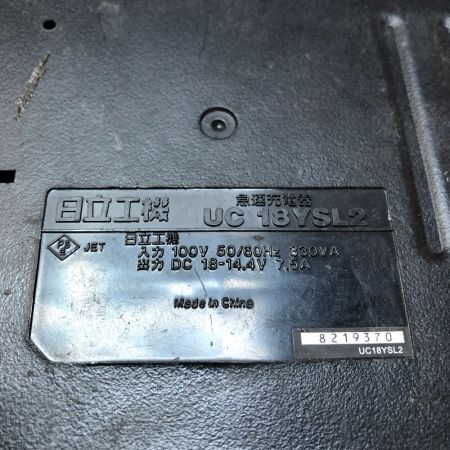 日立工機
急速充電器
UC 18YSL2
PS
E
JET
日立工機
入力 100V 50/60Hz 330VA
出力 DC 18-14.4V 7.5A
Made in China
8219370
UC18YSL2